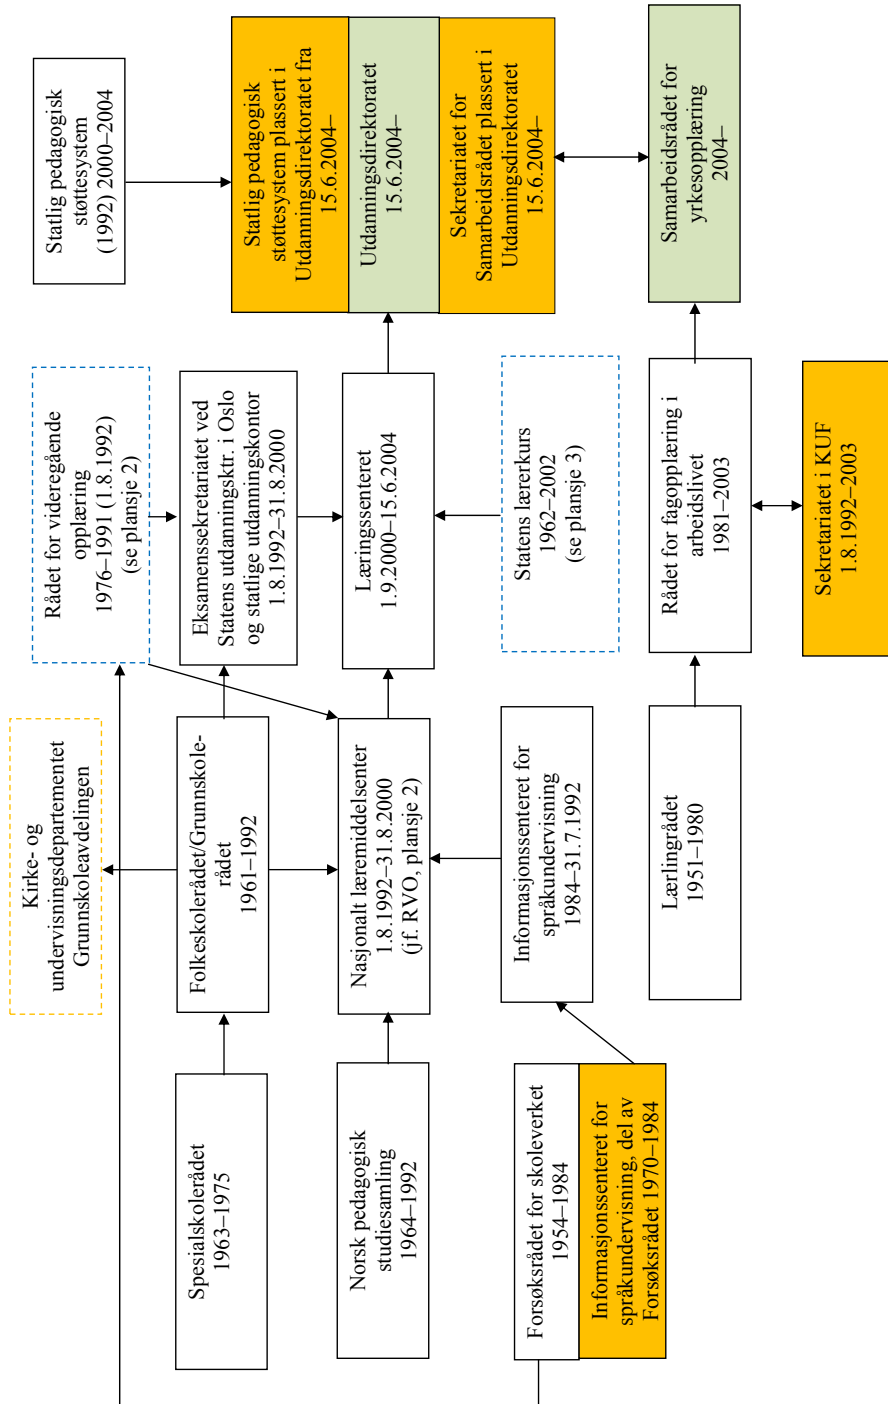 Kirke- og
undervisningsdepartementet
Grunnskoleavdelingen
Rådet for videregående
opplæring
1976–1991 (1.8.1992)
(se plansje 2)
Statlig pedagogisk
støttesystem
(1992) 2000–2004
Spesialskolerådet
1963–1975
Folkeskolerådet/Grunnskole-
rådet
1961–1992
Eksamenssekretariatet ved
Statens utdanningsktr. i Oslo
og statlige utdanningskontor
1.8.1992–31.8.2000
Statlig pedagogisk
støttesystem plassert i
Utdanningsdirektoratet fra
15.6.2004–
Norsk pedagogisk
studiesamling
1964–1992
Nasjonalt læremiddelsenter
1.8.1992–31.8.2000
(jf. RVO, plansje 2)
Læringssenteret
1.9.2000–15.6.2004
Utdanningsdirektoratet
15.6.2004–
Forsøksrådet for skoleverket
1954–1984
Informasjonssenteret for
språkundervisning, del av
Forsøksrådet 1970–1984
Informasjonssenteret for
språkundervisning
1984–31.7.1992
Statens lærerkurs
1962–2002
(se plansje 3)
Sekretariatet for
Samarbeidsrådet plassert i
Utdanningsdirektoratet
15.6.2004–
Lærlingrådet
1951–1980
Rådet for fagopplæring i
arbeidslivet
1981–2003
Samarbeidsrådet for
yrkesopplæring
2004–
Sekretariatet i KUF
1.8.1992–2003